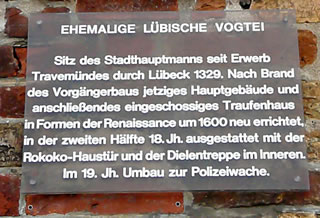 EHEMALIGE LÜBISCHE VOGTEI
Sitz des Stadthauptmanns seit Erwerb
Travemündes durch Lübeck 1329. Nach Brand
des Vorgängerbaus jetziges Hauptgebäude und
anschließendes eingeschossiges Traufenhaus
in Formen der Renaissance um 1600 neu errichtet,
in der zweiten Hälfte 18. Jh. ausgestattet mit der
Rokoko-Haustür und der Dielentreppe im Inneren.
Im 19. Jh. Umbau zur Polizeiwache.